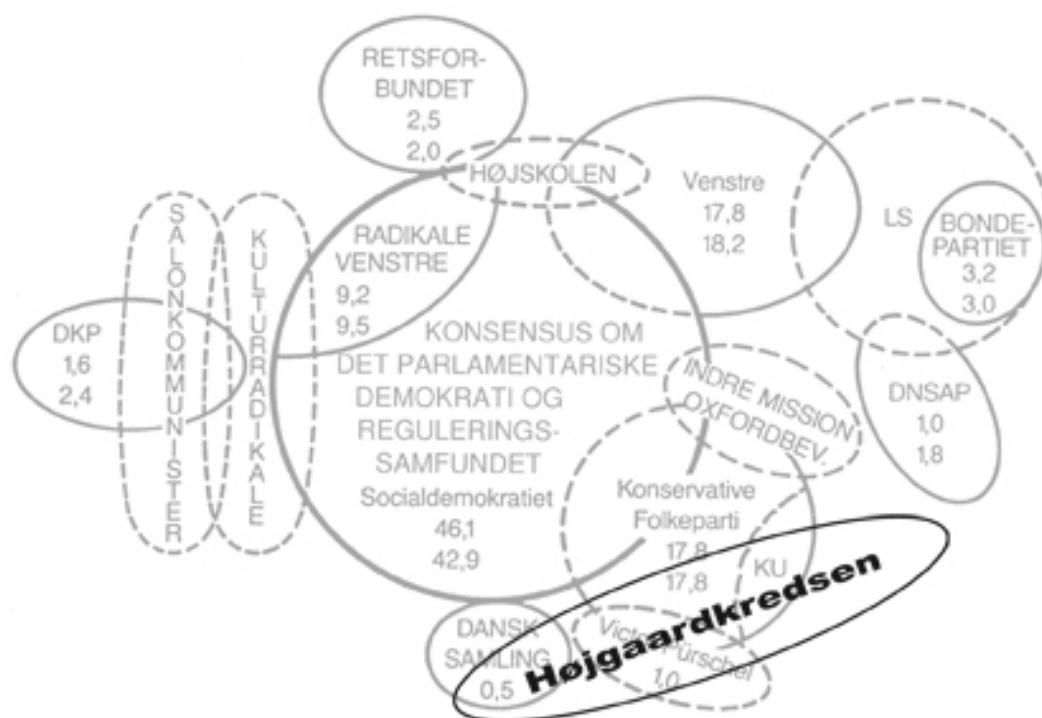 RETSFOR-
BUNDET
2,5
2,0
HØJSKOLEN
Venstre
17,8
18,2
LS
BONDE-
PARTIET
3,2
3,0
SALONKOMMUNISTER
KULTURRADIKALE
RADIKALE
VENSTRE
9,2
9,5
DKP
1,6
2,4
KONSENSUS OM
DET PARLAMENTARISKE
DEMOKRATI OG
REGULERINGS-
SAMFUNDET
Socialdemokratiet
46,1
42,9
INDRE MISSION
OXFORDBEV.
DNSAP
1,0
1,8
Konservative
Folkeparti
17,8
17,8
KU
DANSK
SAMLING
0,5
Victor Pürschel
1,0
Højgaardkredsen